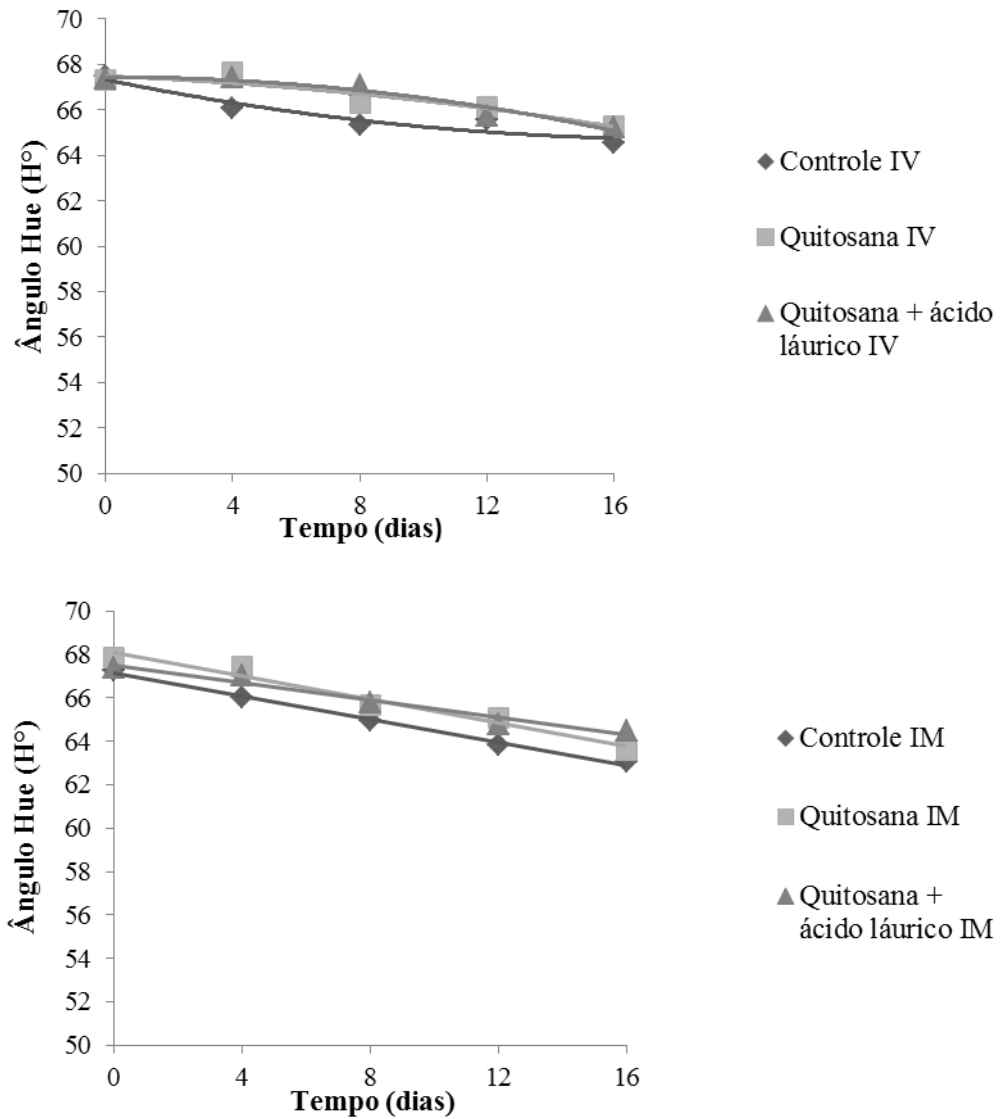 Ângulo Hue (H°)
70
68
66
64
62
60
58
56
54
52
50
0 4 8 12 16
Tempo (dias)
Controle IV
Quitosana IV
Quitosana + ácido
láurico IV
Ângulo Hue (H°)
70
68
66
64
62
60
58
56
54
52
50
0 4 8 12 16
Tempo (dias)
Controle IM
Quitosana IM
Quitosana +
ácido láurico IM